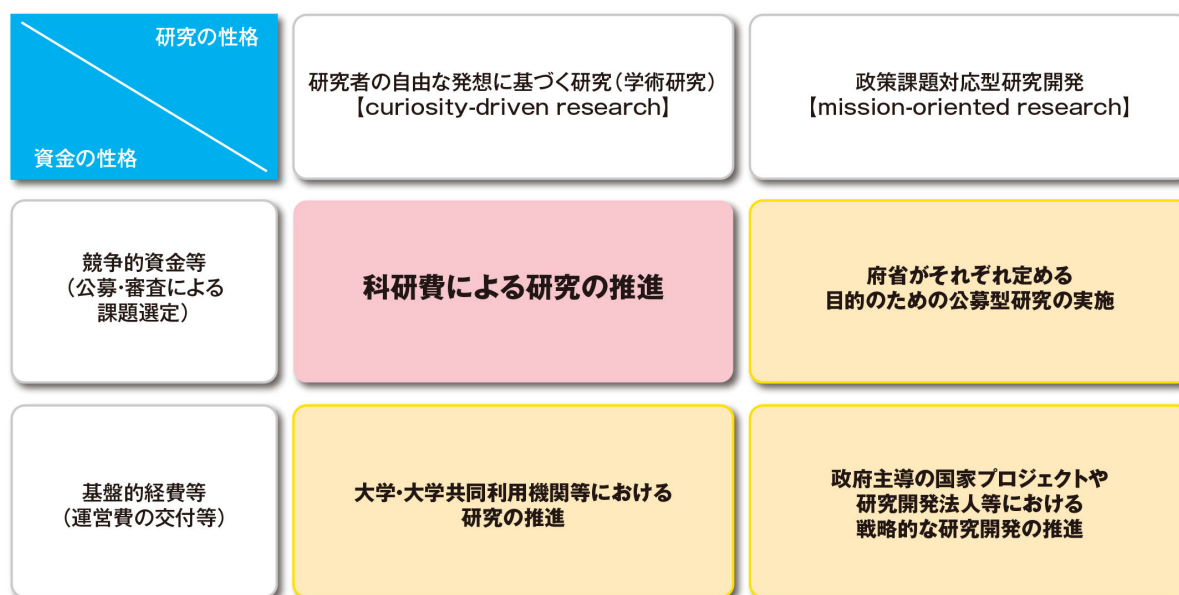 研究の性格
資金の性格
研究者の自由な発想に基づく研究（学術研究）
【curiosity-driven research】
政策課題対応型研究開発
【mission-oriented research】
競争的資金等
（公募・審査による
課題選定）
科研費による研究の推進
府省がそれぞれ定める
目的のための公募型研究の実施
基盤的経費等
（運営費の交付等）
大学・大学共同利用機関等における
研究の推進
政府主導の国家プロジェクトや
研究開発法人等における
戦略的な研究開発の推進